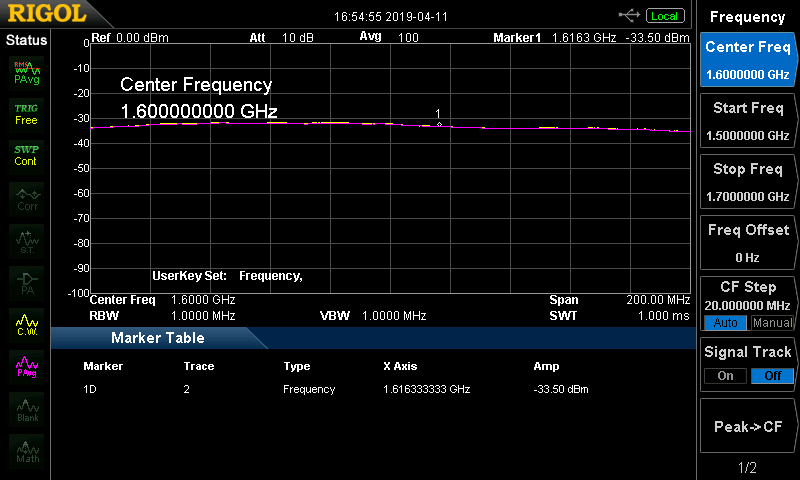 RIGOL
16:54:55 2019-04-11
Local
Frequency
Status
Ref 0.00 dBm Att 10 dB Avg 100 Marker1 1.6163 GHz -33.50 dBm
Center Freq
1.6000000 GHz
Start Freq
1.5000000 GHz
Stop Freq
1.7000000 GHz
Freq Offset
0 Hz
CF Step
20.000000 MHz
Auto Manual
Signal Track
On Off
Peak->CF
1/2
RMS
PAvg
TRIG
Free
SWP
Cont
Corr
S.T.
PA
C.W.
PAvg
Blank
Math
0
-10
-20
-30
-40
-50
-60
-70
-80
-90
-100
Center Frequency
1.600000000 GHz
1
UserKey Set: Frequency,
Center Freq 1.6000 GHz Span 200.00 MHz
RBW 1.0000 MHz VBW 1.0000 MHz SWT 1.000 ms
Marker Table
Marker Trace Type X Axis Amp
1D 2 Frequency 1.616333333 GHz -33.50 dBm